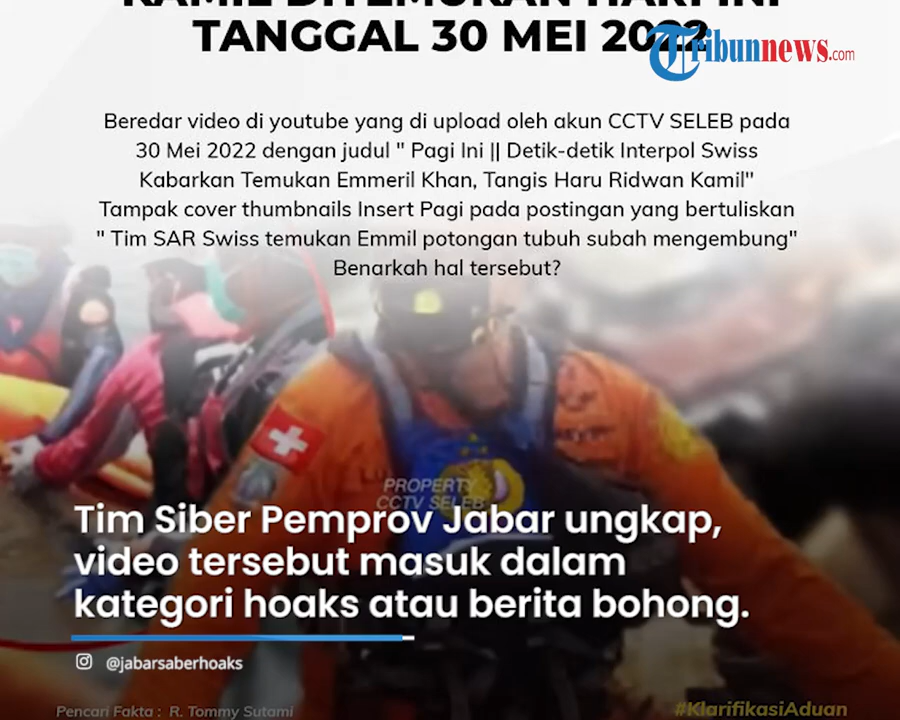 KAMIL DITEMUKAN HARI INI
TANGGAL 30 MEI 2022
Tribunnews.com
Beredar video di youtube yang di upload oleh akun CCTV SELEB pada
30 Mei 2022 dengan judul " Pagi Ini || Detik-detik Interpol Swiss
Kabarkan Temukan Emmeril Khan, Tangis Haru Ridwan Kamil"
Tampak cover thumbnails Insert Pagi pada postingan yang bertuliskan
" Tim SAR Swiss temukan Emmil potongan tubuh subah mengembung"
Benarkah hal tersebut?
PROPERTY
CCTV SELEB
Tim Siber Pemprov Jabar ungkap,
video tersebut masuk dalam
kategori hoaks atau berita bohong.
@jabarsaberhoaks
Pencari Fakta : R. Tommy Sutami
#KlarifikasiAduan